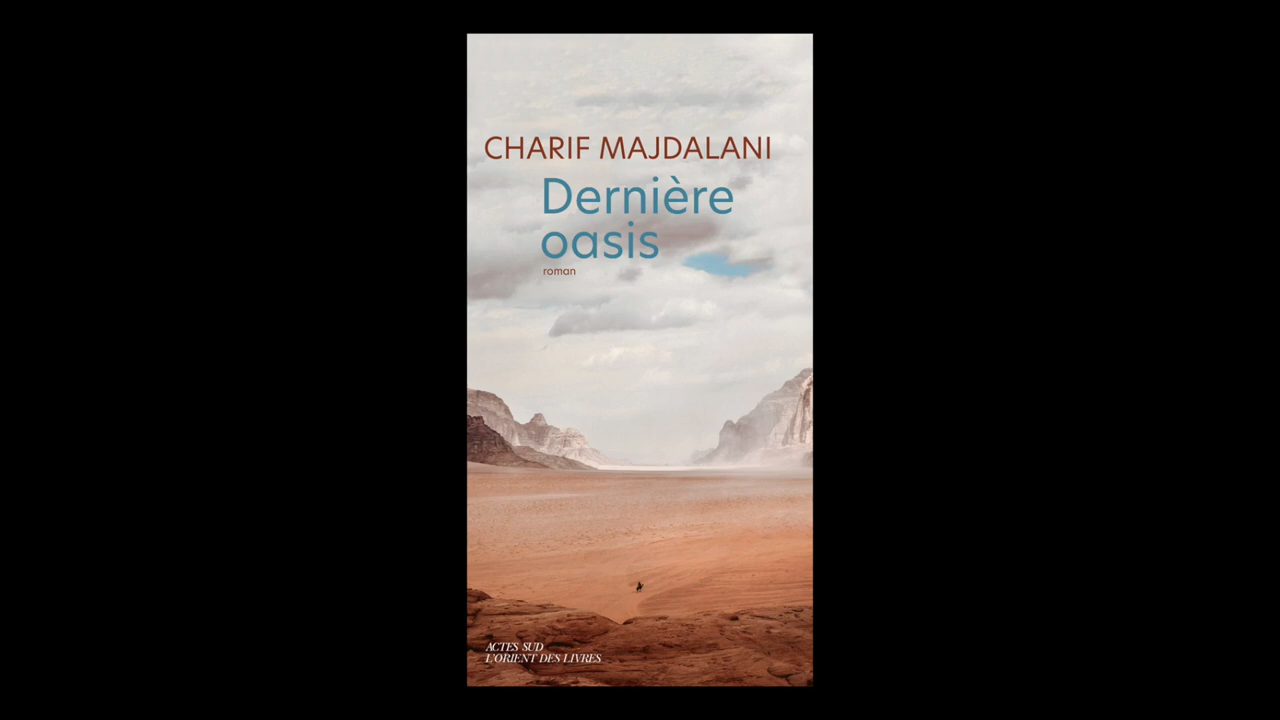 CHARIF MAJDALANI
Dernière
oasis
roman
ACTES SUD
L'ORIENT DES LIVRES